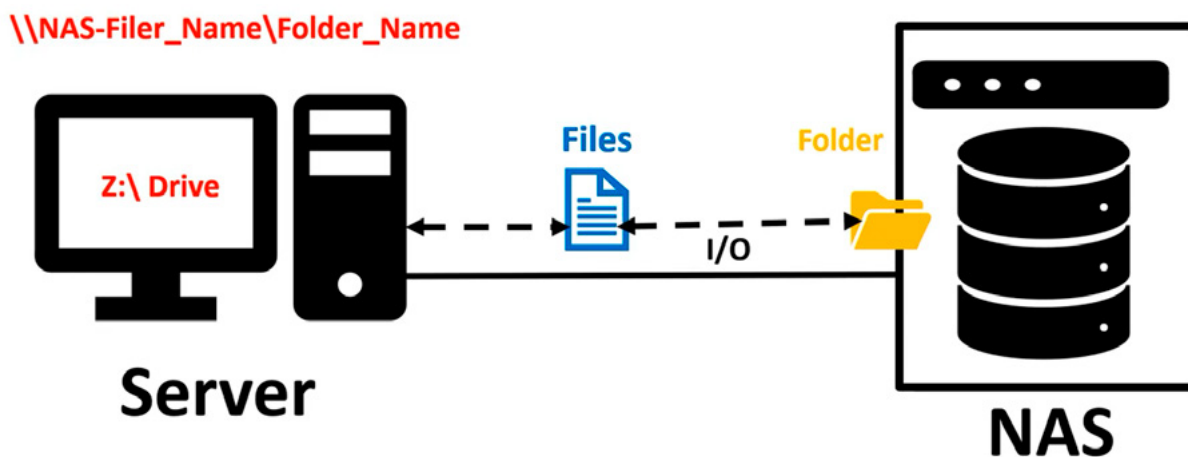 \\NAS-Filer_Name\Folder_Name
Z:\ Drive
Files
Folder
I/O
Server
NAS